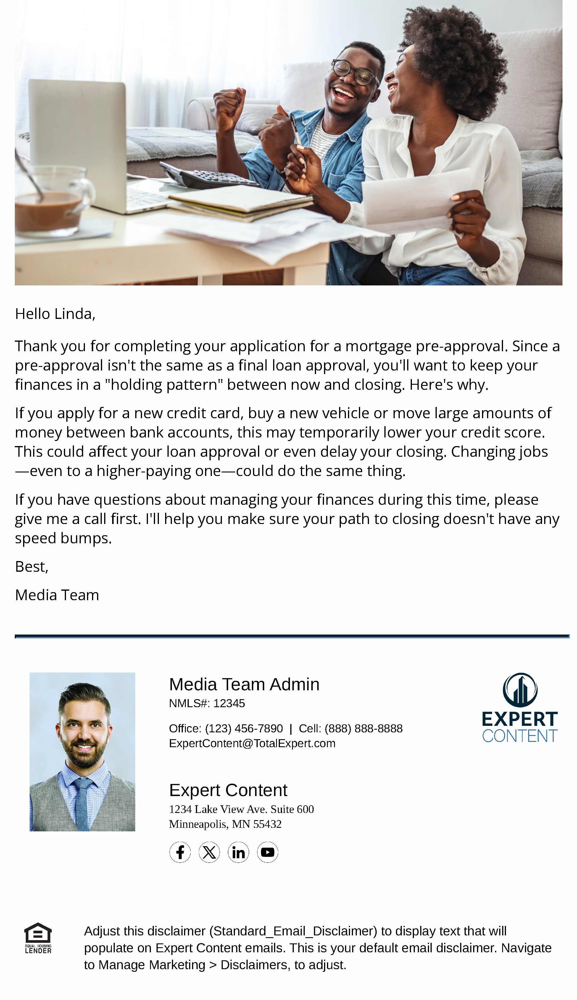 Hello Linda,
Thank you for completing your application for a mortgage pre-approval. Since a
pre-approval isn't the same as a final loan approval, you'll want to keep your
finances in a "holding pattern" between now and closing. Here's why.
If you apply for a new credit card, buy a new vehicle or move large amounts of
money between bank accounts, this may temporarily lower your credit score.
This could affect your loan approval or even delay your closing. Changing jobs
—even to a higher-paying one—could do the same thing.
If you have questions about managing your finances during this time, please
give me a call first. I'll help you make sure your path to closing doesn't have any
speed bumps.
Best,
Media Team
Media Team Admin
NMLS#: 12345
Office: (123) 456-7890 | Cell: (888) 888-8888
ExpertContent@TotalExpert.com
EXPERT
CONTENT
Expert Content
1234 Lake View Ave. Suite 600
Minneapolis, MN 55432
EQUAL HOUSING
LENDER
Adjust this disclaimer (Standard_Email_Disclaimer) to display text that will
populate on Expert Content emails. This is your default email disclaimer. Navigate
to Manage Marketing > Disclaimers, to adjust.